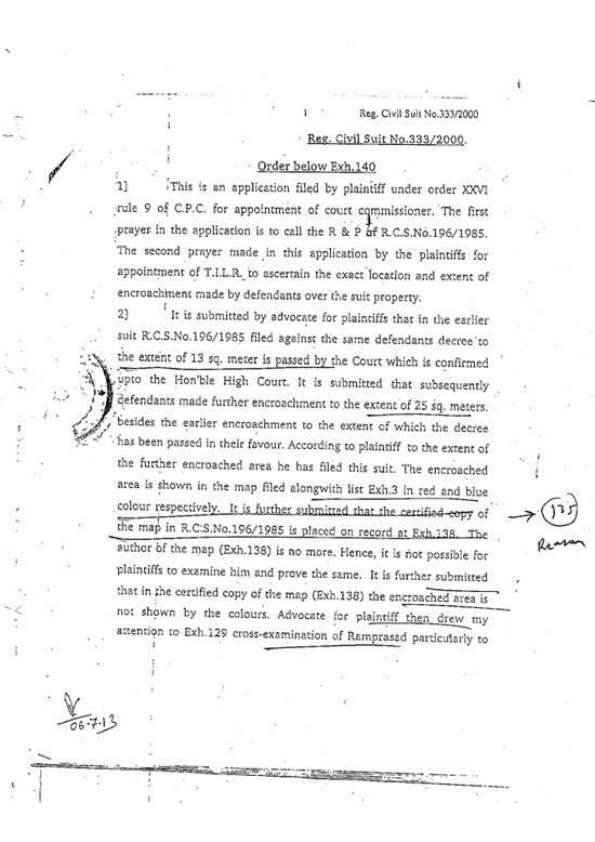 1 Reg. Civil Suit No.333/2000
Reg. Civil Suit No.333/2000.
Order below Exh.140
1] This is an application filed by plaintiff under order XXVI
rule 9 of C.P.C. for appointment of court commissioner. The first
prayer in the application is to call the R & P of R.C.S.No.196/1985.
The second prayer made in this application by the plaintiffs for
appointment of T.I.L.R. to ascertain the exact location and extent of
encroachment made by defendants over the suit property.
2] It is submitted by advocate for plaintiffs that in the earlier
suit R.C.S.No.196/1985 filed against the same defendants decree to
the extent of 13 sq. meter is passed by the Court which is confirmed
upto the Hon'ble High Court. It is submitted that subsequently
defendants made further encroachment to the extent of 25 sq. meters.
besides the earlier encroachment to the extent of which the decree
has been passed in their favour. According to plaintiff to the extent of
the further encroached area he has filed this suit. The encroached
area is shown in the map filed alongwith list Exh.3 in red and blue
colour respectively. It is further submitted that the certified copy of
the map in R.C.S.No.196/1985 is placed on record at Exh.138. The
author of the map (Exh.138) is no more. Hence, it is not possible for
plaintiffs to examine him and prove the same. It is further submitted
that in the certified copy of the map (Exh.138) the encroached area is
not shown by the colours. Advocate for plaintiff then drew my
attention to Exh.129 cross-examination of Ramprasad particularly to
135
Reason
06.7.13